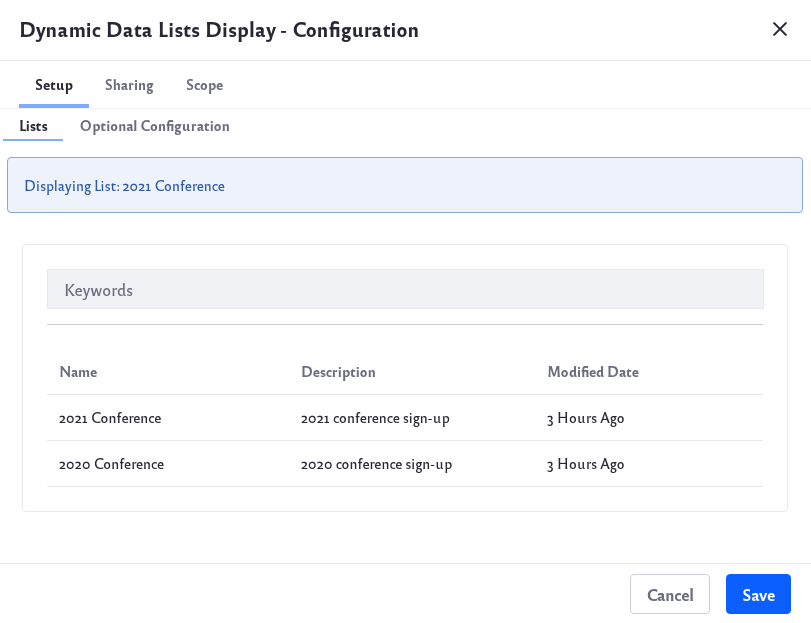 Dynamic Data Lists Display - Configuration
Setup Sharing Scope
Lists Optional Configuration
Displaying List: 2021 Conference
Keywords
Name Description Modified Date
2021 Conference 2021 conference sign-up 3 Hours Ago
2020 Conference 2020 conference sign-up 3 Hours Ago
Cancel Save